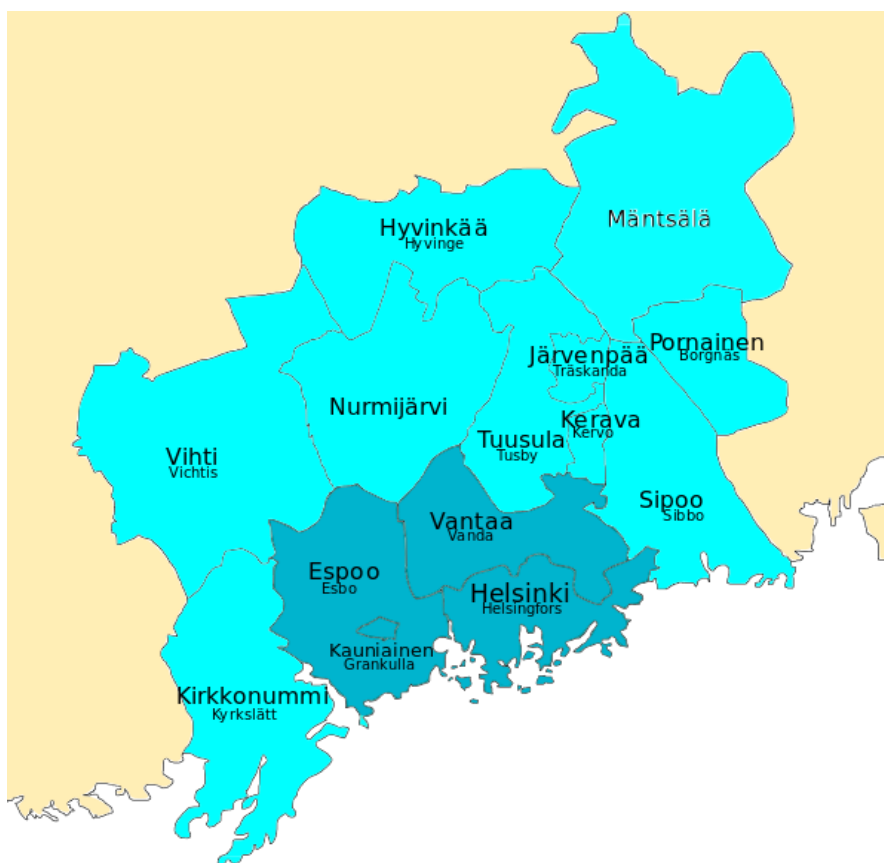 Mäntsälä
Hyvinkää
Hyvinge
Pornainen
Borgnäs
Järvenpää
Träskända
Nurmijärvi
Kerava
Kervo
Tuusula
Tusby
Vihti
Vichtis
Sipoo
Sibbo
Vantaa
Vanda
Espoo
Esbo
Helsinki
Helsingfors
Kauniainen
Grankulla
Kirkkonummi
Kyrkslätt